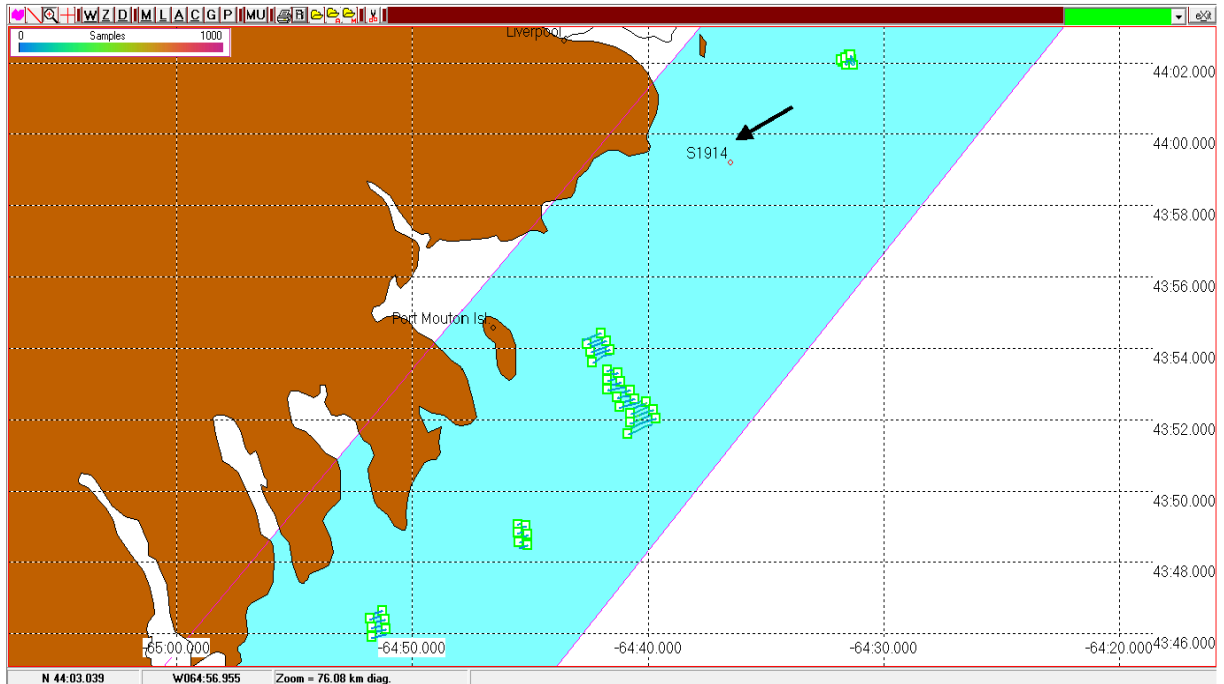 W Z D M L A C G P MU R R M exit
0 Samples 1000
Liverpool
44:02.000
44:00.000
S1914
43:58.000
43:56.000
Port Mouton Isl
43:54.000
43:52.000
43:50.000
43:48.000
43:46.000
-65:00.000 -64:50.000 -64:40.000 -64:30.000 -64:20.000
N 44:03.039 W064:56.955 Zoom = 76.08 km diag.